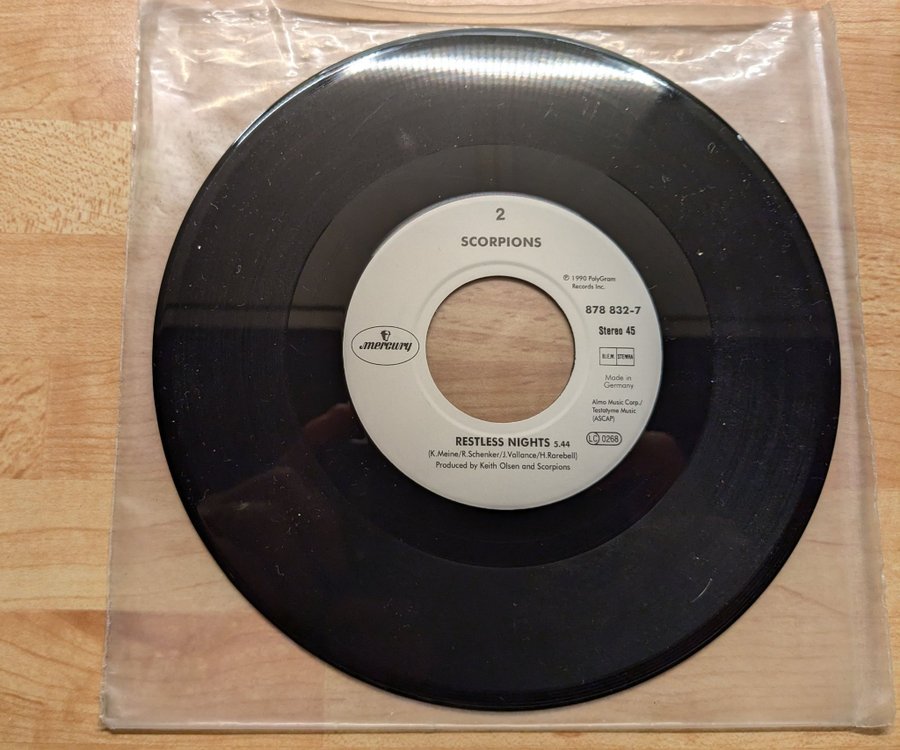 2
SCORPIONS
℗ 1990 PolyGram
Records Inc.
878 832-7
Stereo 45
mercury
B.I.E.M. STEMRA
Made in
Germany
Almo Music Corp./
Testatyme Music
(ASCAP)
LC 0268
RESTLESS NIGHTS 5.44
(K.Meine/R.Schenker/J.Vallance/H.Rarebell)
Produced by Keith Olsen and Scorpions